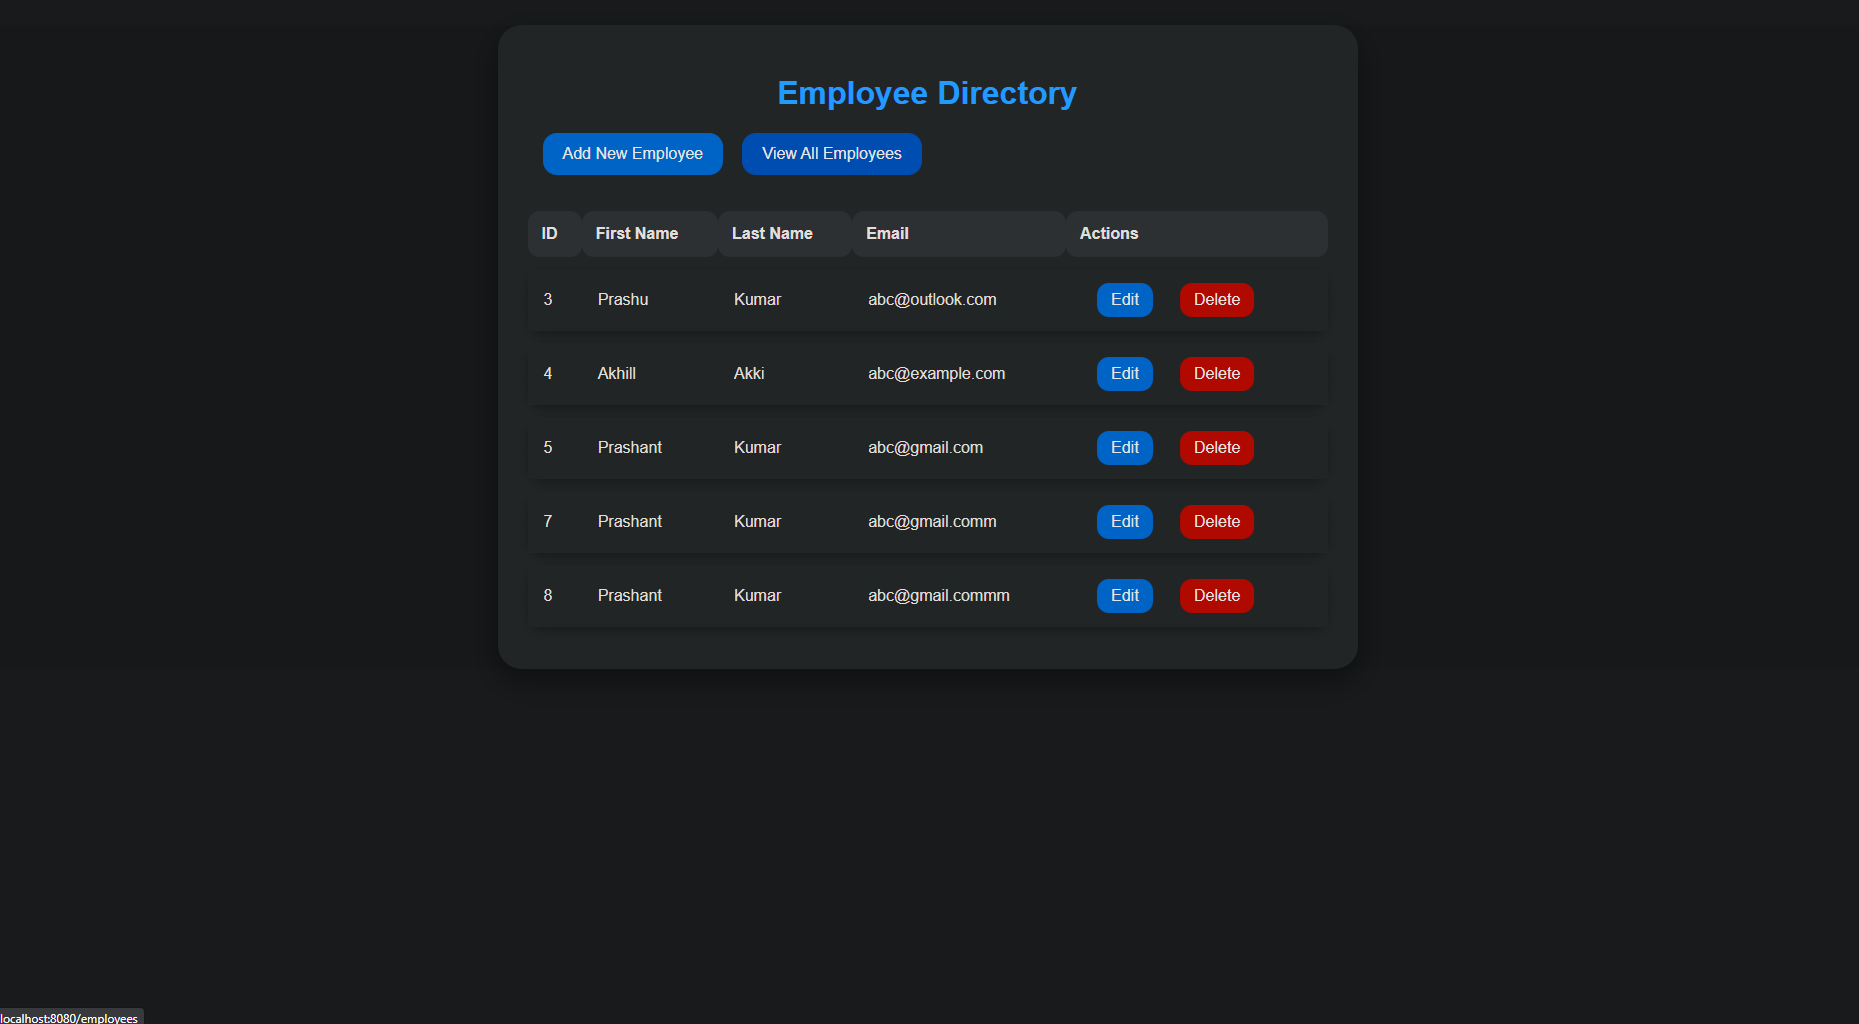 Employee Directory
Add New Employee View All Employees
ID First Name Last Name Email Actions
3 Prashu Kumar abc@outlook.com Edit Delete
4 Akhill Akki abc@example.com Edit Delete
5 Prashant Kumar abc@gmail.com Edit Delete
7 Prashant Kumar abc@gmail.comm Edit Delete
8 Prashant Kumar abc@gmail.commm Edit Delete
localhost:8080/employees